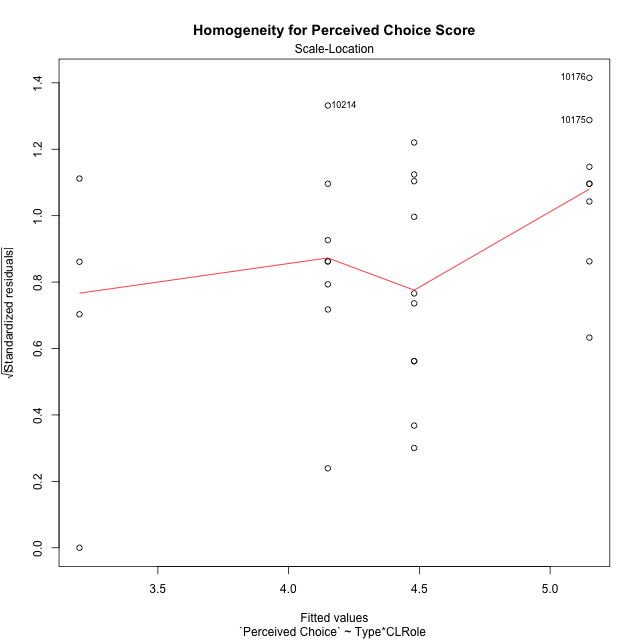 Homogeneity for Perceived Choice Score
Scale-Location
10176
10214
10175
1.4
1.2
1.0
0.8
0.6
0.4
0.2
0.0
√|Standardized residuals|
3.5 4.0 4.5 5.0
Fitted values
`Perceived Choice` ~ Type*CLRole